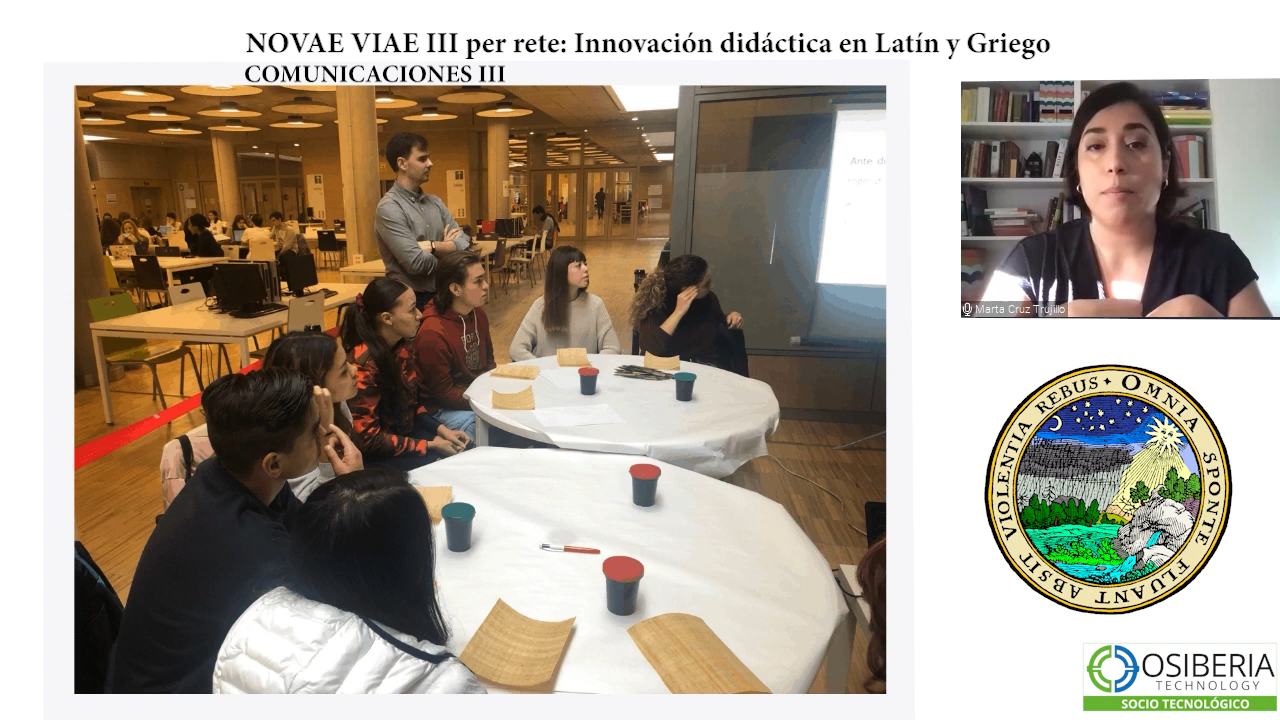 NOVAE VIAE III per rete: Innovación didáctica en Latín y Griego
COMUNICACIONES III
Ante
Marta Cruz Trujillo
OMNIA SPONTE FLUANT ABSIT VIOLENTIA REBUS
OSIBERIA
TECHNOLOGY
SOCIO TECNOLÓGICO